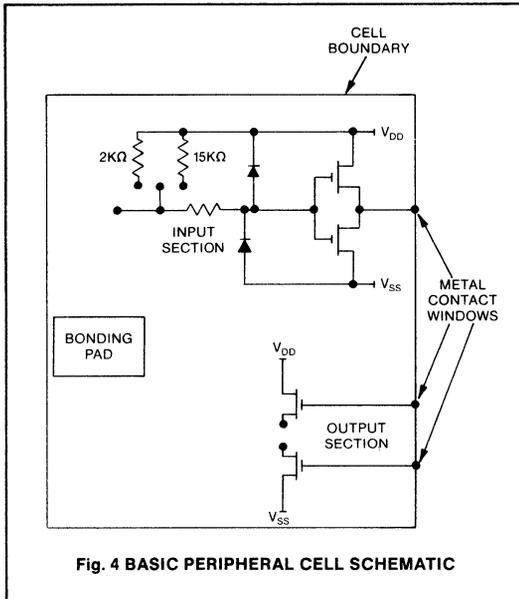 CELL
BOUNDARY
V_DD
2KΩ
15KΩ
INPUT
SECTION
V_SS
METAL
CONTACT
WINDOWS
BONDING
PAD
V_DD
OUTPUT
SECTION
V_SS
Fig. 4 BASIC PERIPHERAL CELL SCHEMATIC